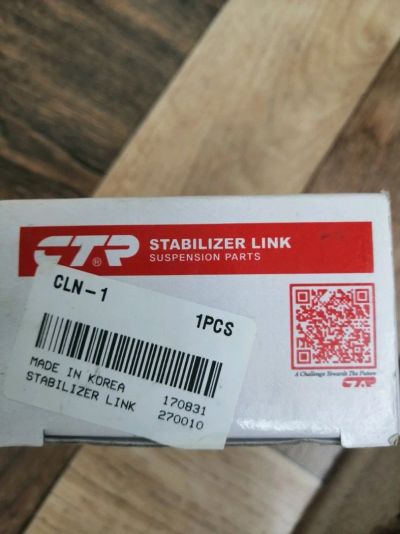 CTR ® STABILIZER LINK
SUSPENSION PARTS
CLN-1
1PCS
MADE IN KOREA 170831
STABILIZER LINK 270010
A Challenge Towards The Future
CTR